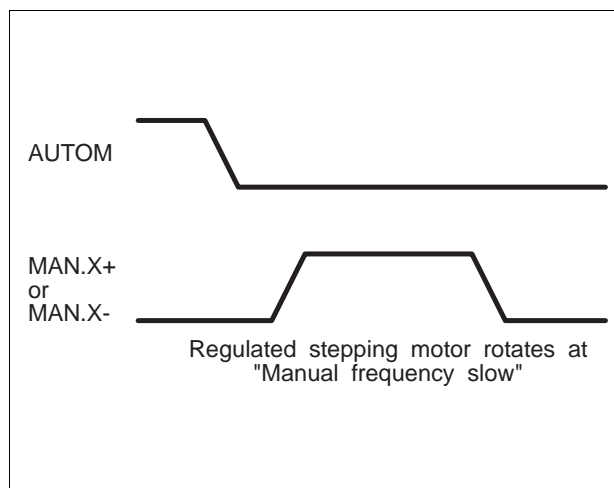 AUTOM
MAN.X+
or
MAN.X-
Regulated stepping motor rotates at
"Manual frequency slow"